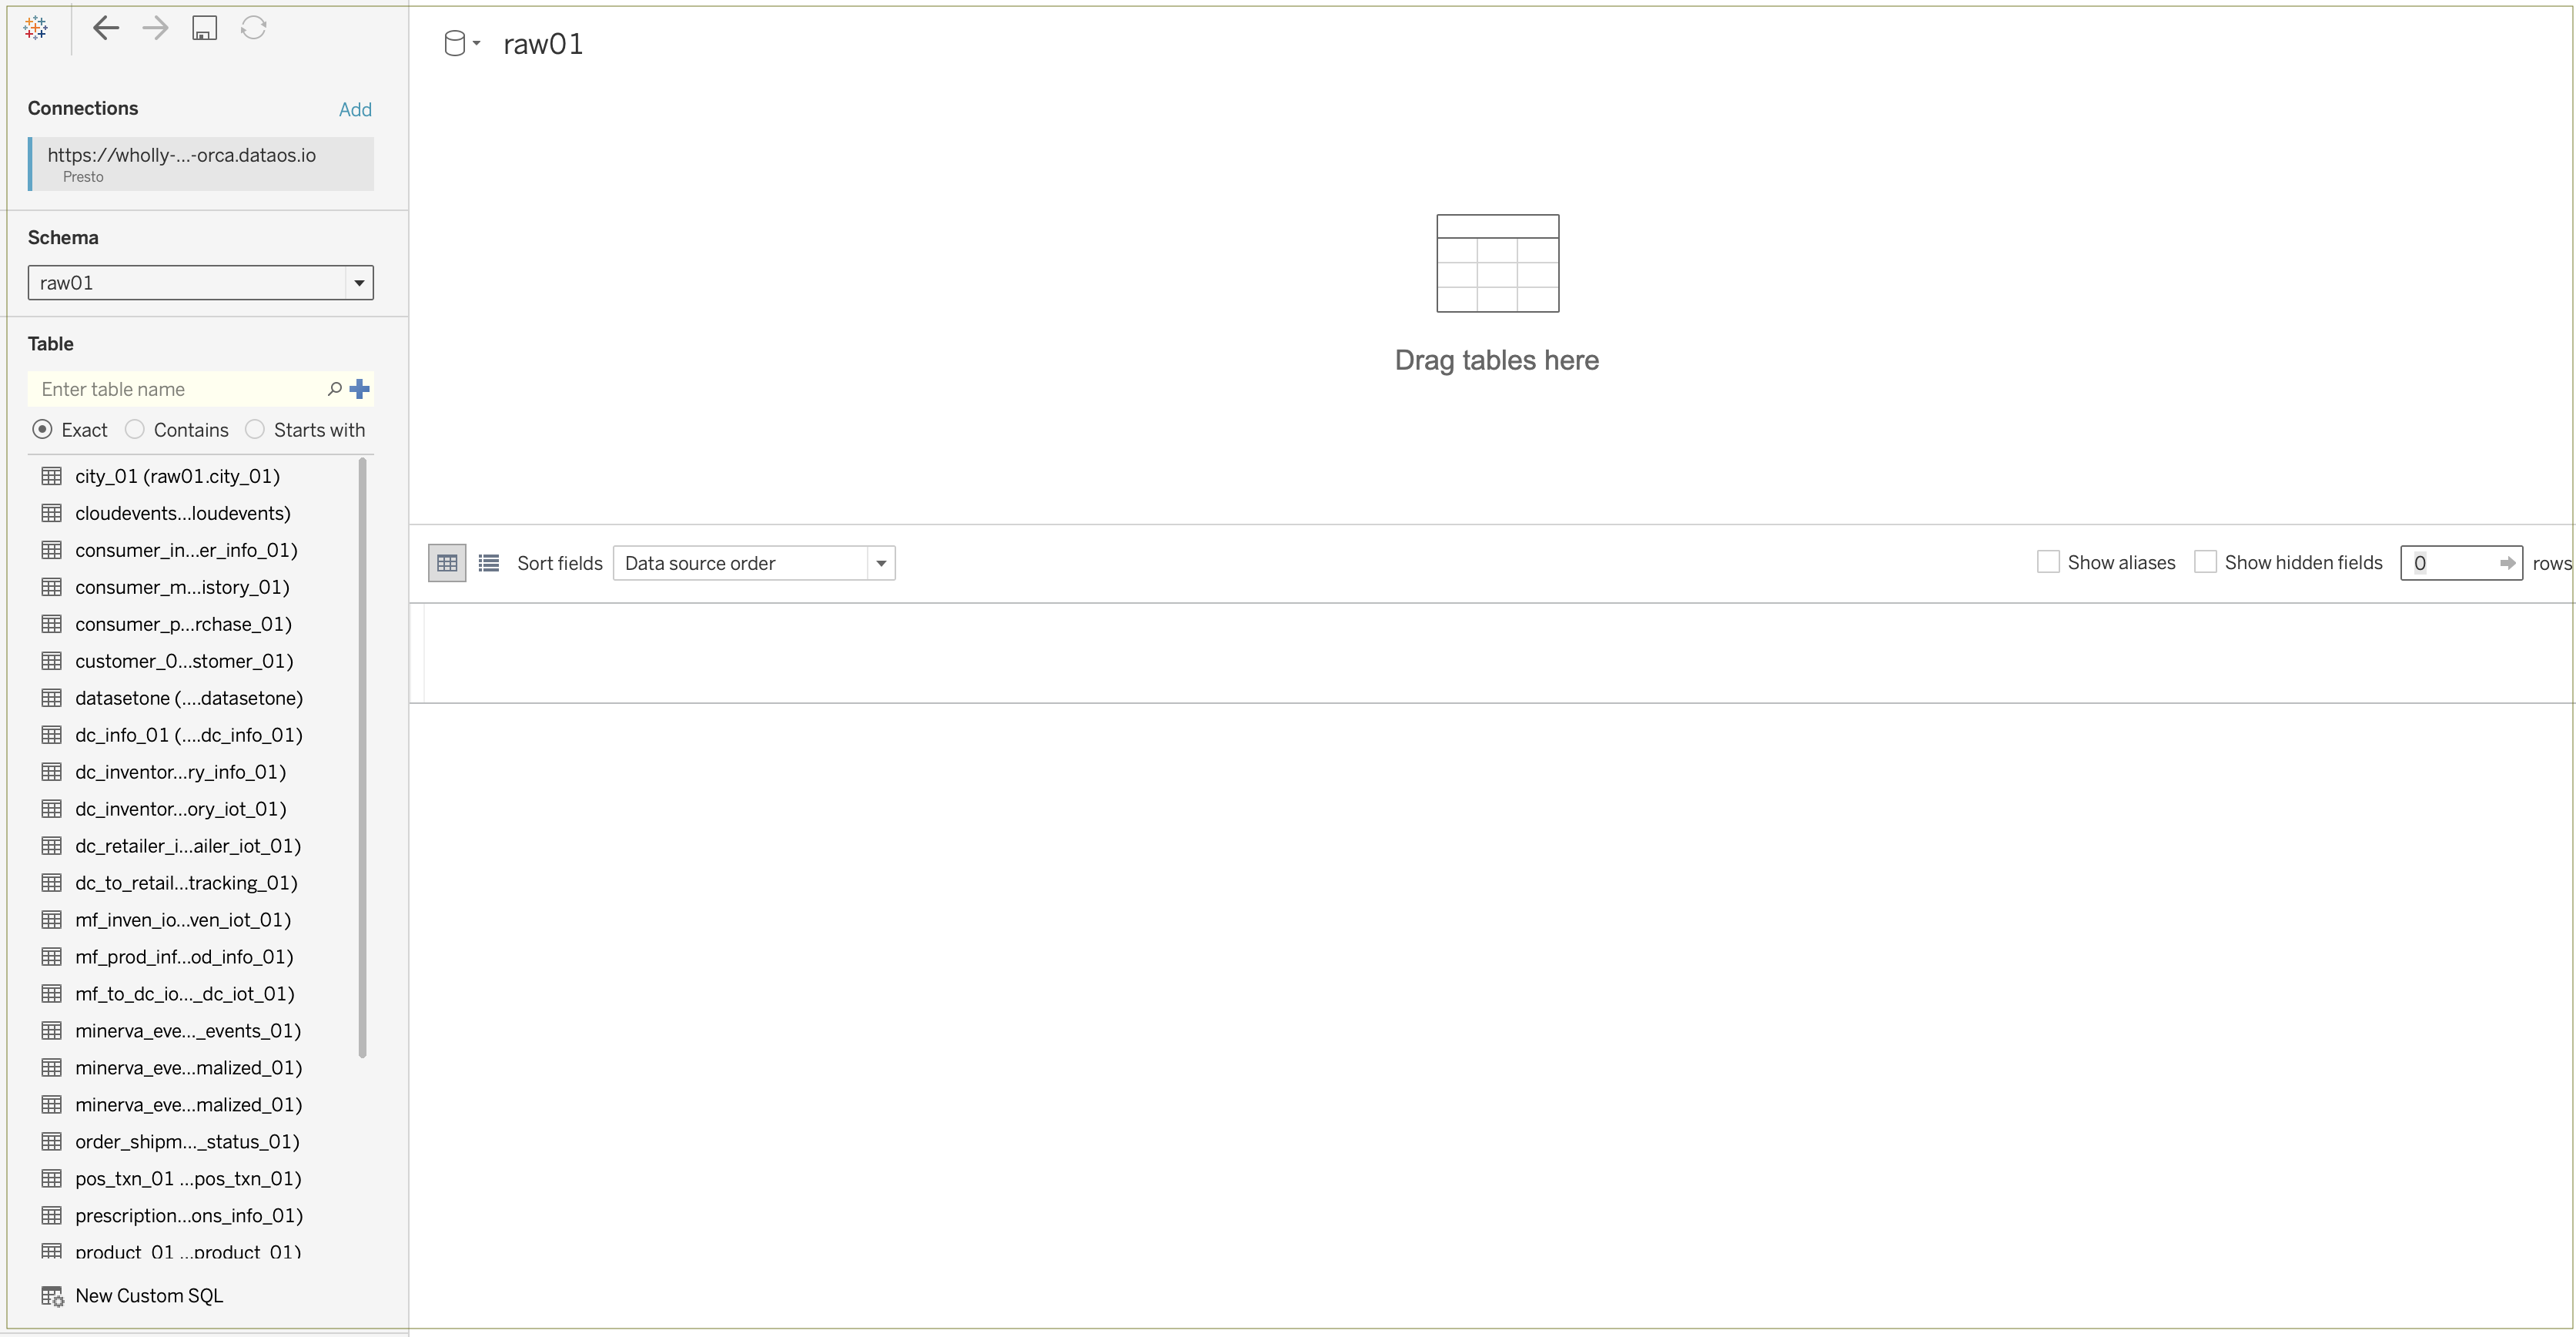 raw01
Connections
Add
https://wholly-...-orca.dataos.io
Presto
Schema
raw01
Table
Enter table name
Exact Contains Starts with
city_01 (raw01.city_01)
cloudevents...loudevents)
consumer_in...er_info_01)
consumer_m...istory_01)
consumer_p...rchase_01)
customer_0...stomer_01)
datasetone (....datasetone)
dc_info_01 (....dc_info_01)
dc_inventor...ry_info_01)
dc_inventor...ory_iot_01)
dc_retailer_i...ailer_iot_01)
dc_to_retail...tracking_01)
mf_inven_io...ven_iot_01)
mf_prod_inf...od_info_01)
mf_to_dc_io..._dc_iot_01)
minerva_eve..._events_01)
minerva_eve...malized_01)
minerva_eve...malized_01)
order_shipm..._status_01)
pos_txn_01 ...pos_txn_01)
prescription...ons_info_01)
product_01 ...product_01)
New Custom SQL
Drag tables here
Sort fields Data source order
Show aliases Show hidden fields 0 rows